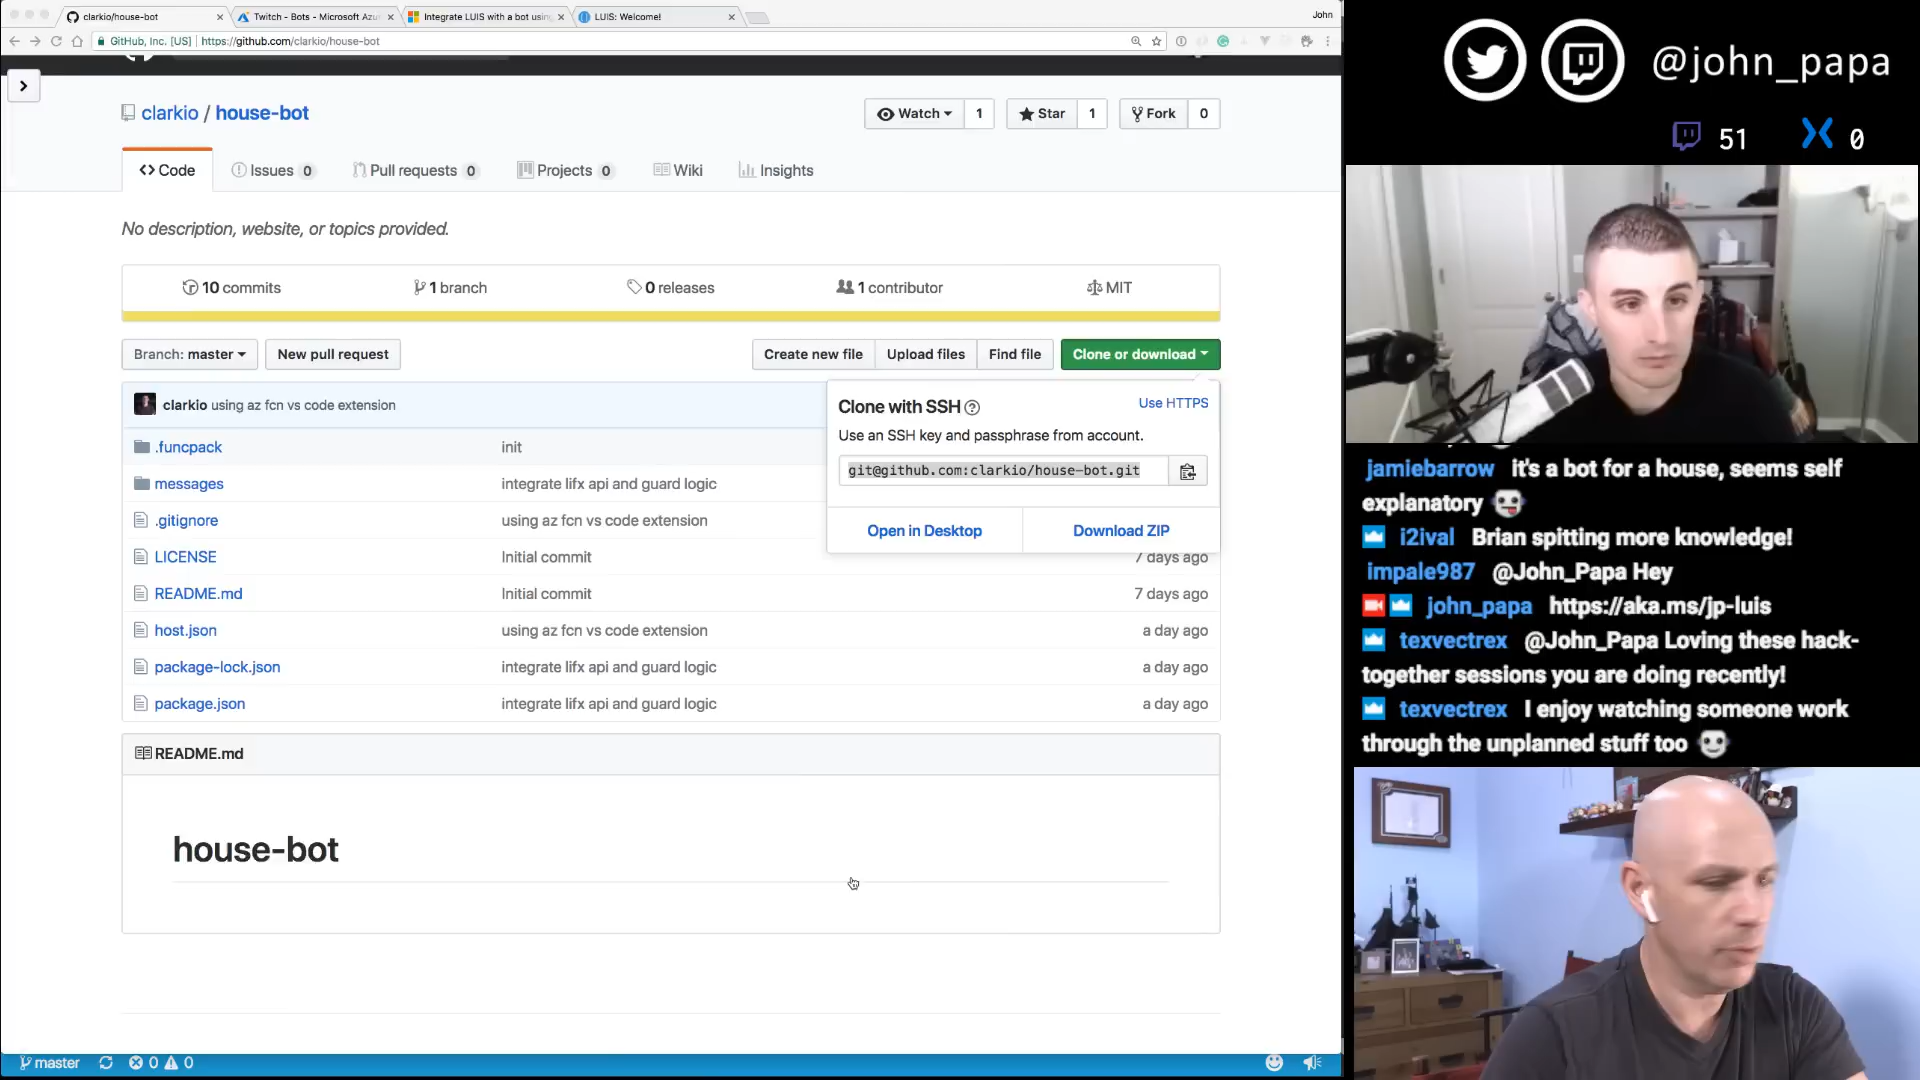 clarkio/house-bot
Twitch - Bots - Microsoft Azu
Integrate LUIS with a bot using
LUIS: Welcome!
John
GitHub, Inc. [US] https://github.com/clarkio/house-bot
clarkio / house-bot
Watch 1
Star 1
Fork 0
Code
Issues 0
Pull requests 0
Projects 0
Wiki
Insights
No description, website, or topics provided.
10 commits
1 branch
0 releases
1 contributor
MIT
Branch: master
New pull request
Create new file
Upload files
Find file
Clone or download
clarkio using az fcn vs code extension
Clone with SSH
Use HTTPS
Use an SSH key and passphrase from account.
git@github.com:clarkio/house-bot.git
Open in Desktop
Download ZIP
.funcpack init
messages integrate lifx api and guard logic
.gitignore using az fcn vs code extension
LICENSE Initial commit 7 days ago
README.md Initial commit 7 days ago
host.json using az fcn vs code extension a day ago
package-lock.json integrate lifx api and guard logic a day ago
package.json integrate lifx api and guard logic a day ago
README.md
house-bot
master 0 0
@john_papa
51 0
jamiebarrow it's a bot for a house, seems self
explanatory
i2ival Brian spitting more knowledge!
impale987 @John_Papa Hey
john_papa https://aka.ms/jp-luis
texvectrex @John_Papa Loving these hack-
together sessions you are doing recently!
texvectrex I enjoy watching someone work
through the unplanned stuff too